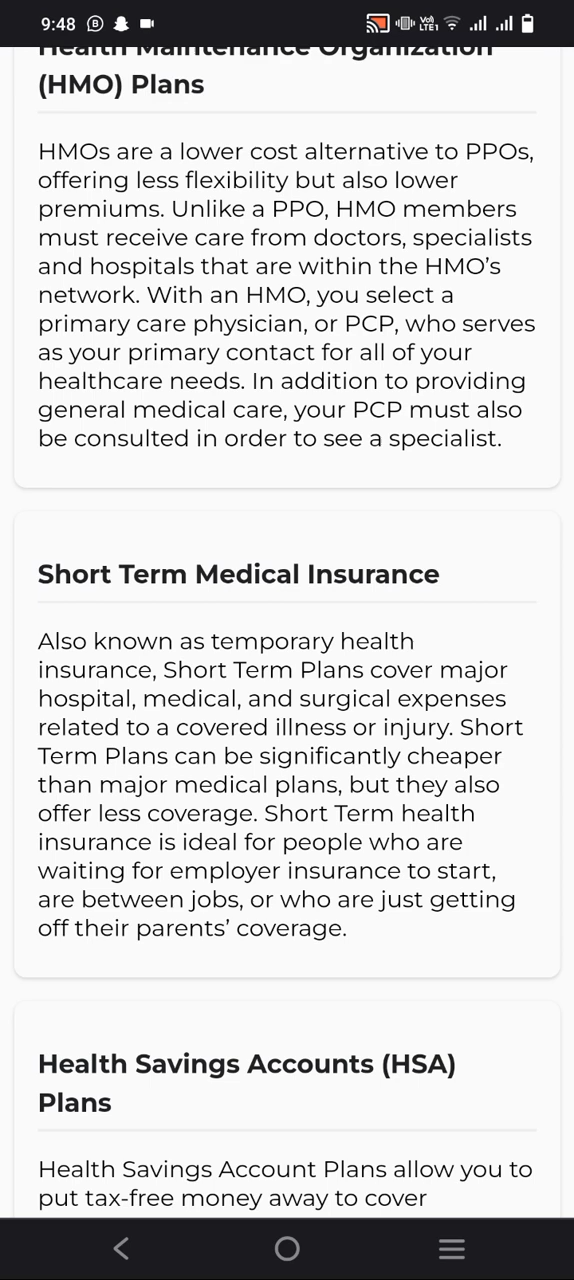 9:48
Vo)
LTE1
Health Maintenance Organization
(HMO) Plans
HMOs are a lower cost alternative to PPOs,
offering less flexibility but also lower
premiums. Unlike a PPO, HMO members
must receive care from doctors, specialists
and hospitals that are within the HMO’s
network. With an HMO, you select a
primary care physician, or PCP, who serves
as your primary contact for all of your
healthcare needs. In addition to providing
general medical care, your PCP must also
be consulted in order to see a specialist.
Short Term Medical Insurance
Also known as temporary health
insurance, Short Term Plans cover major
hospital, medical, and surgical expenses
related to a covered illness or injury. Short
Term Plans can be significantly cheaper
than major medical plans, but they also
offer less coverage. Short Term health
insurance is ideal for people who are
waiting for employer insurance to start,
are between jobs, or who are just getting
off their parents’ coverage.
Health Savings Accounts (HSA)
Plans
Health Savings Account Plans allow you to
put tax-free money away to cover